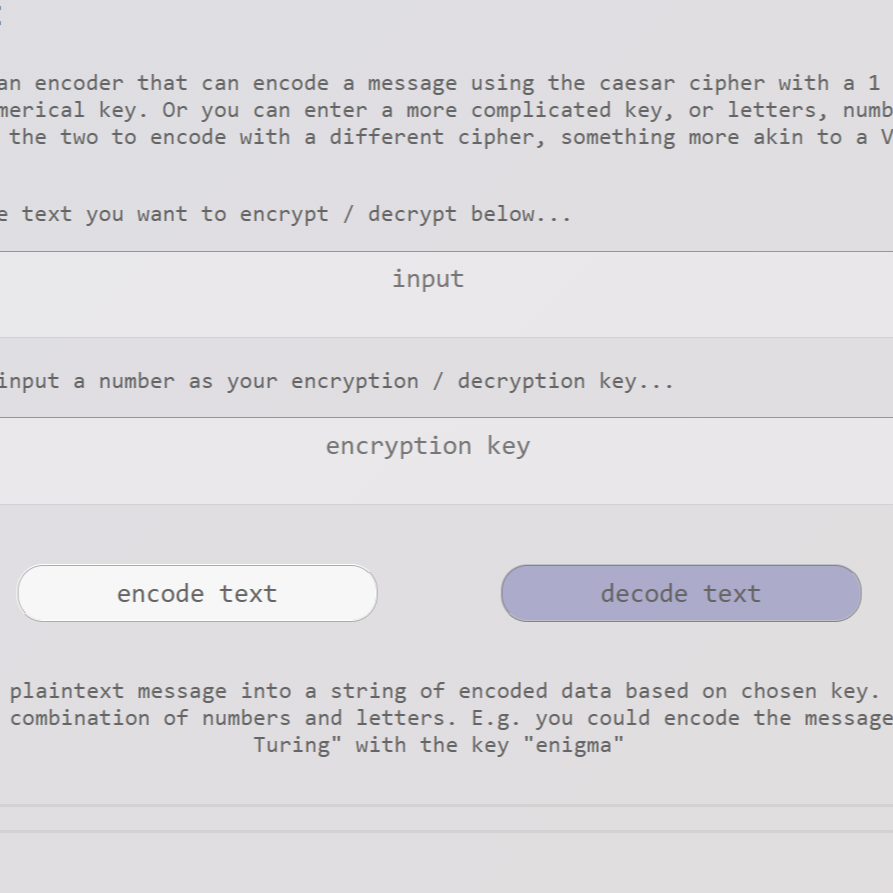 an encoder that can encode a message using the caesar cipher with a 1
key. Or you can enter a more complicated key, or letters,
the two to encode with a different cipher, something more akin to a
text you want to encrypt / decrypt below...
input
input a number as your encryption / decryption key...
encryption key
encode text
decode text
plaintext message into a string of encoded data based on chosen key.
combination of numbers and letters. E.g. you could encode the message
Turing" with the key "enigma"